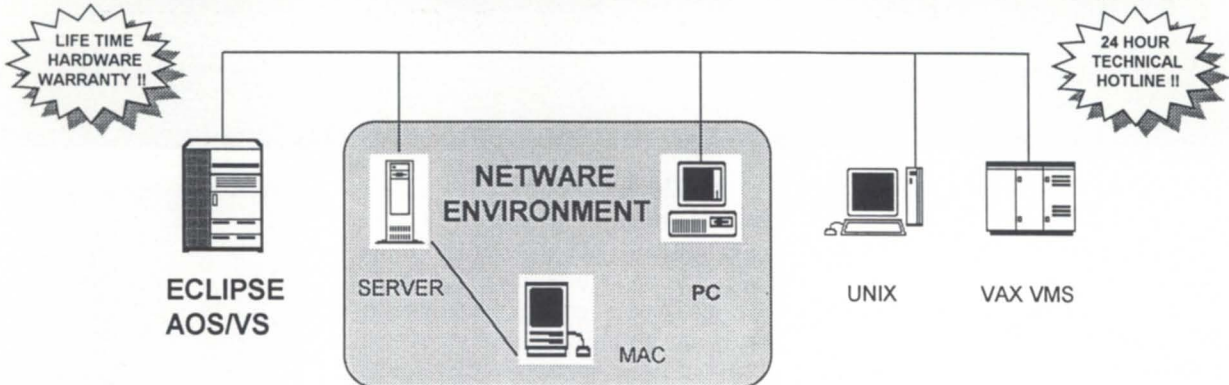 LIFE TIME
HARDWARE
WARRANTY !!
24 HOUR
TECHNICAL
HOTLINE !!
NETWARE
ENVIRONMENT
ECLIPSE
AOS/VS
SERVER
MAC
PC
UNIX
VAX VMS